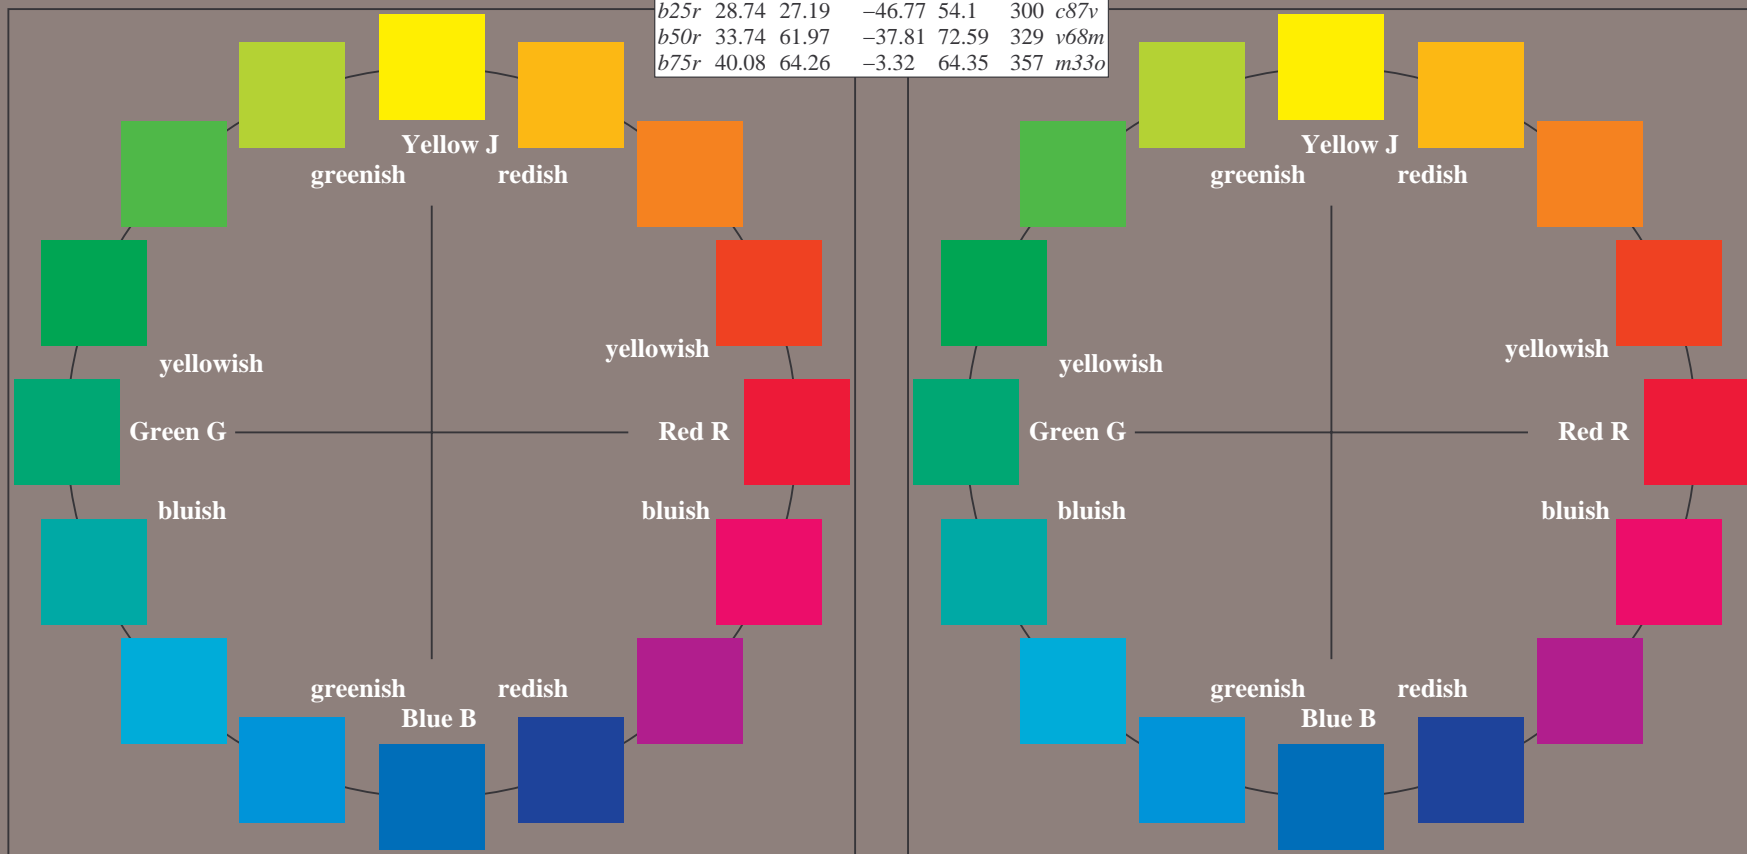 b25r 28.74 27.19 −46.77 54.1 300 c87v
b50r 33.74 61.97 −37.81 72.59 329 v68m
b75r 40.08 64.26 −3.32 64.35 357 m33o
Yellow J
greenish redish
yellowish
yellowish
Green G
Red R
bluish
bluish
greenish redish
Blue B
Yellow J
greenish redish
yellowish
yellowish
Green G
Red R
bluish
bluish
greenish redish
Blue B